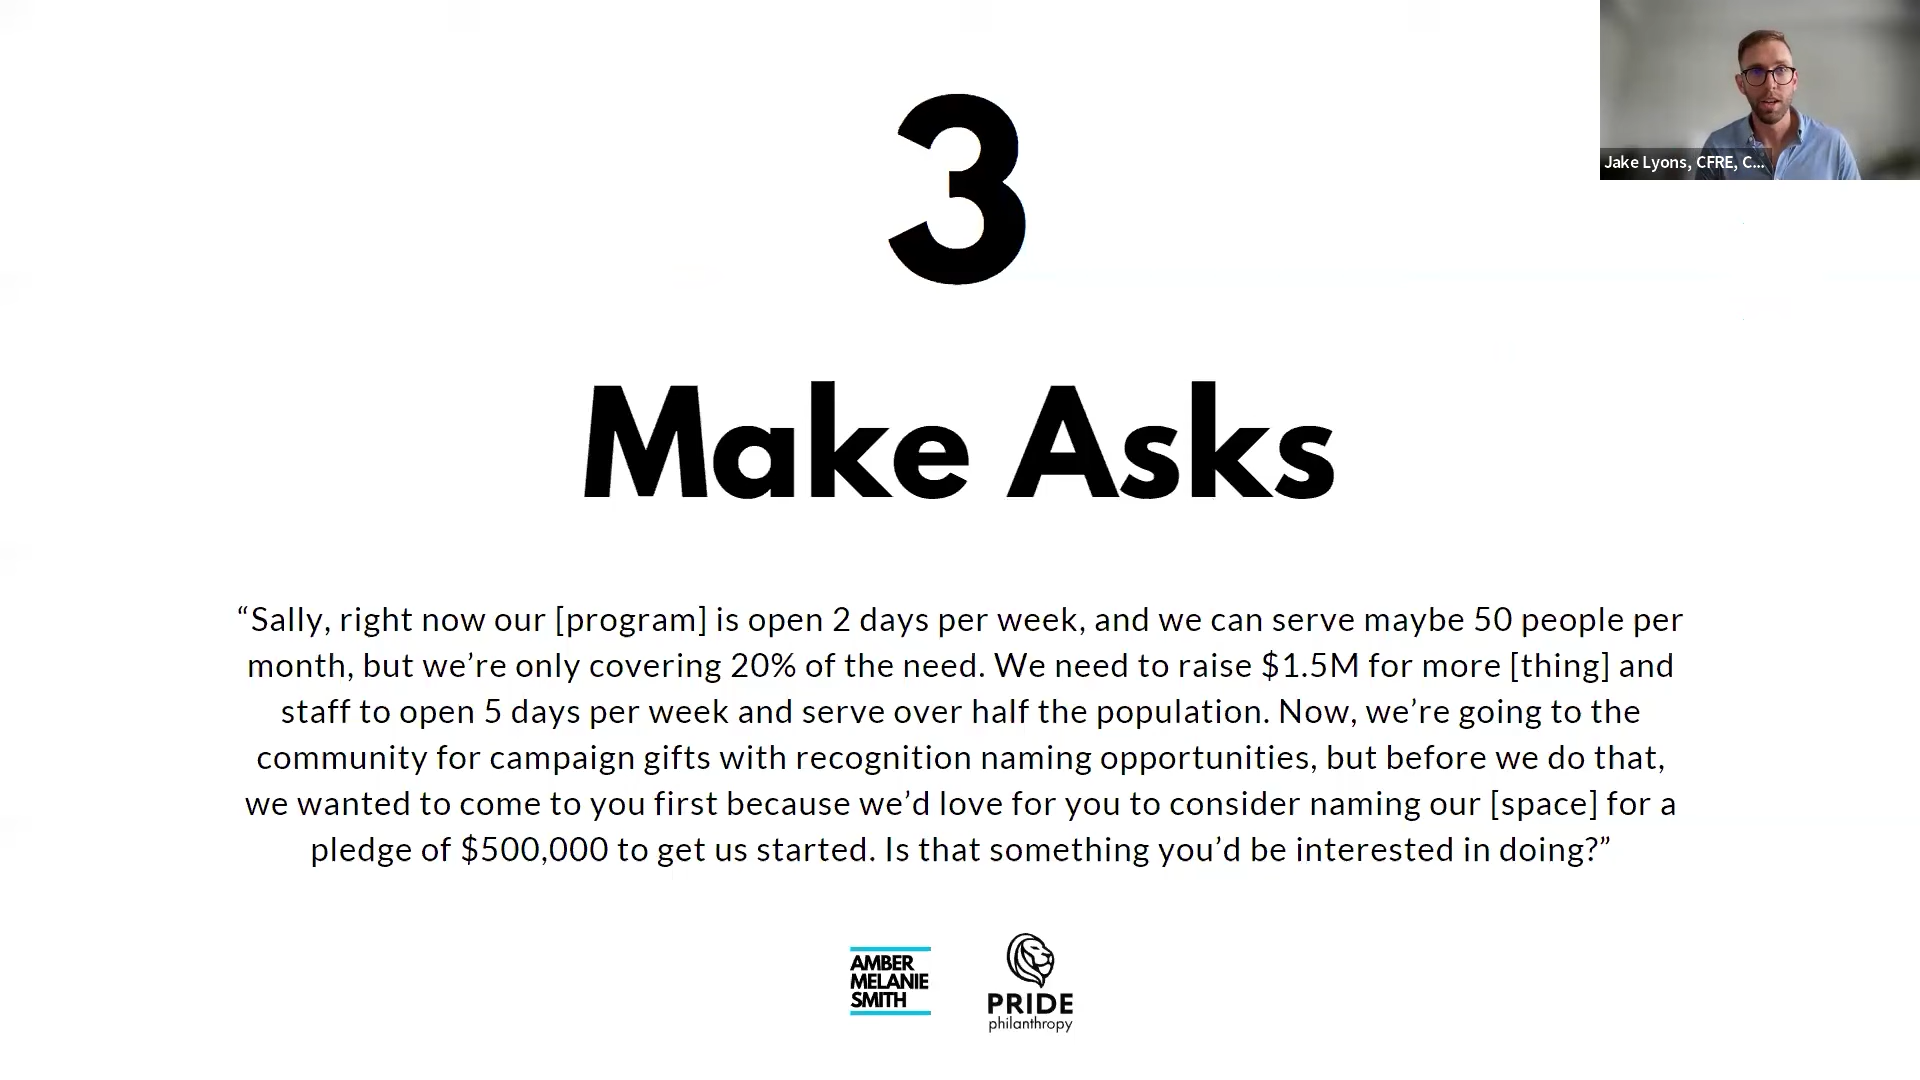 3
Jake Lyons, CFRE, C...
Make Asks
“Sally, right now our [program] is open 2 days per week, and we can serve maybe 50 people per
month, but we’re only covering 20% of the need. We need to raise $1.5M for more [thing] and
staff to open 5 days per week and serve over half the population. Now, we’re going to the
community for campaign gifts with recognition naming opportunities, but before we do that,
we wanted to come to you first because we’d love for you to consider naming our [space] for a
pledge of $500,000 to get us started. Is that something you’d be interested in doing?”
AMBER
MELANIE
SMITH
PRIDE
philanthropy